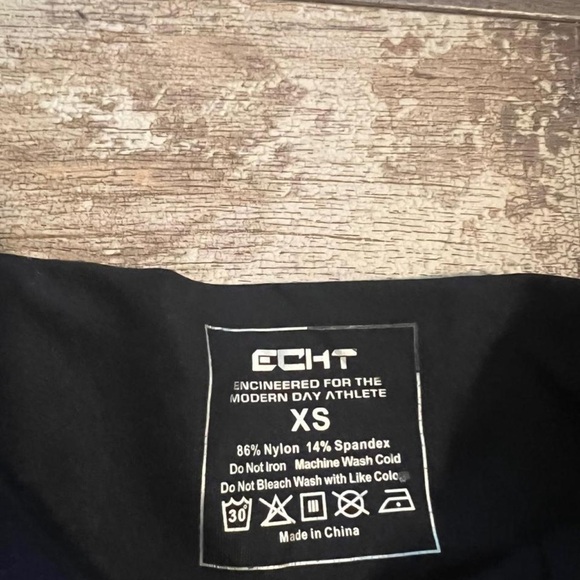 ECHT
ENGINEERED FOR THE
MODERN DAY ATHLETE
XS
86% Nylon 14% Spandex
Do Not Iron Machine Wash Cold
Do Not Bleach Wash with Like Colo
30°
Made in China